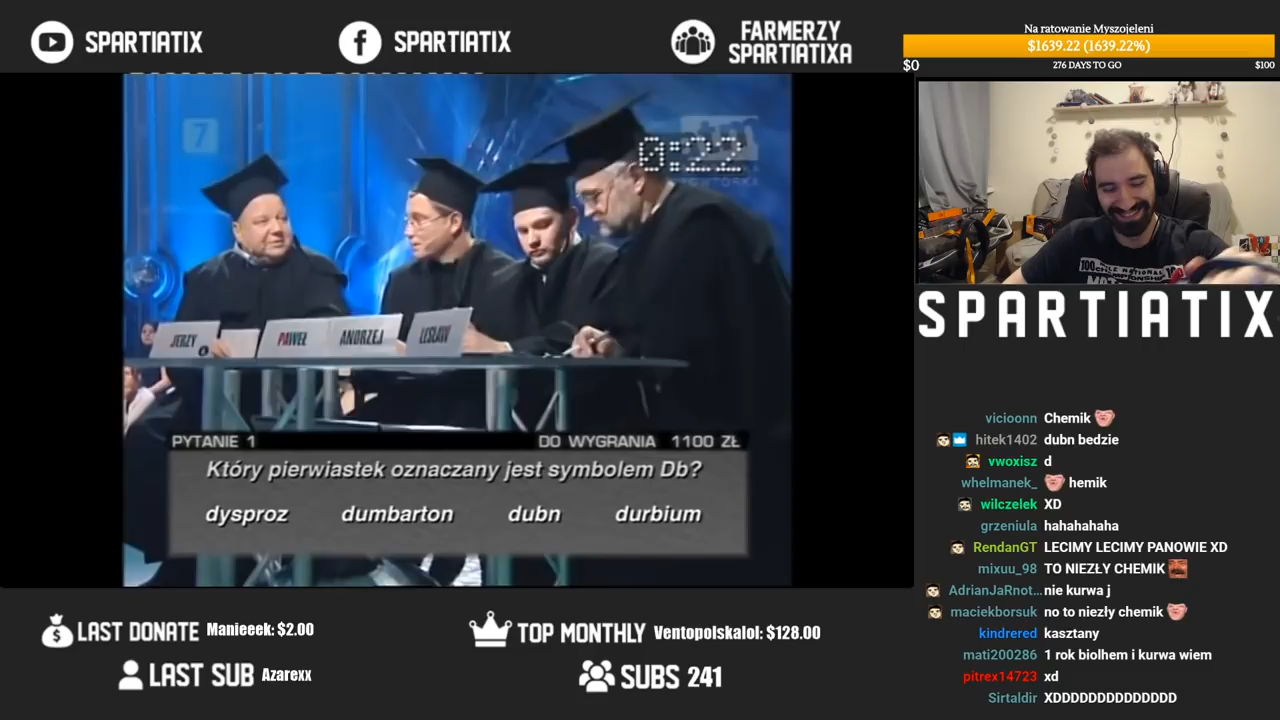 SPARTIATIX
SPARTIATIX
FARMERZY
SPARTIATIXA
Na ratowanie Myszojeleni
$1639.22 (1639.22%)
$0
276 DAYS TO GO
$100
7
0:22
JERZY
PAWEŁ
ANDRZEJ
LESŁAW
PYTANIE 1
DO WYGRANIA 1100 ZŁ
Który pierwiastek oznaczany jest symbolem Db?
dysproz
dumbarton
dubn
durbium
SPARTIATIX
vicioonn Chemik
hitek1402 dubn bedzie
vwoxisz d
whelmanek_ hemik
wilczelek XD
grzeniula hahahahaha
RendanGT LECIMY LECIMY PANOWIE XD
mixuu_98 TO NIEZŁY CHEMIK
AdrianJaRnot... nie kurwa j
maciekborsuk no to niezły chemik
kindrered kasztany
mati200286 1 rok biolhem i kurwa wiem
pitrex14723 xd
Sirtaldir XDDDDDDDDDDDDDD
LAST DONATE Manieeek: $2.00
TOP MONTHLY Ventopolskalol: $128.00
LAST SUB Azarexx
SUBS 241